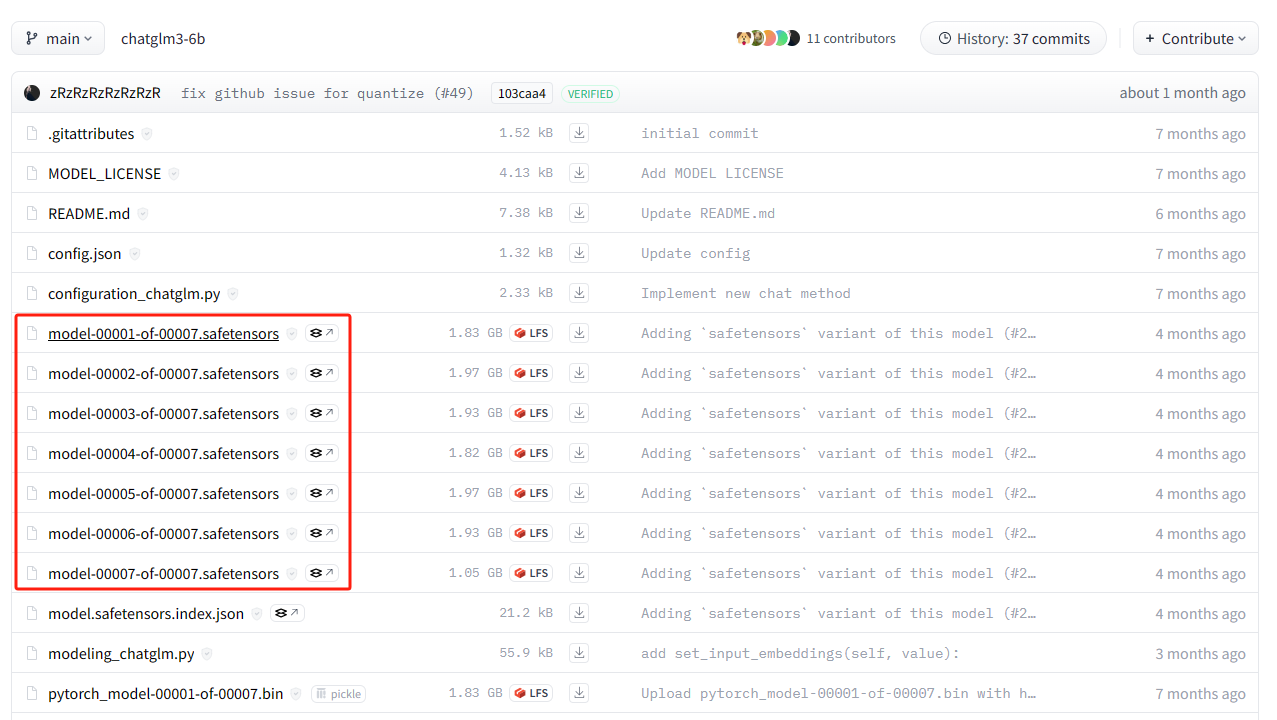 main chatglm3-6b 11 contributors History: 37 commits + Contribute
zRzRzRzRzRzRzR fix github issue for quantize (#49) 103caa4 VERIFIED about 1 month ago
.gitattributes 1.52 kB initial commit 7 months ago
MODEL_LICENSE 4.13 kB Add MODEL LICENSE 7 months ago
README.md 7.38 kB Update README.md 6 months ago
config.json 1.32 kB Update config 7 months ago
configuration_chatglm.py 2.33 kB Implement new chat method 7 months ago
model-00001-of-00007.safetensors 1.83 GB LFS Adding `safetensors` variant of this model (#2… 4 months ago
model-00002-of-00007.safetensors 1.97 GB LFS Adding `safetensors` variant of this model (#2… 4 months ago
model-00003-of-00007.safetensors 1.93 GB LFS Adding `safetensors` variant of this model (#2… 4 months ago
model-00004-of-00007.safetensors 1.82 GB LFS Adding `safetensors` variant of this model (#2… 4 months ago
model-00005-of-00007.safetensors 1.97 GB LFS Adding `safetensors` variant of this model (#2… 4 months ago
model-00006-of-00007.safetensors 1.93 GB LFS Adding `safetensors` variant of this model (#2… 4 months ago
model-00007-of-00007.safetensors 1.05 GB LFS Adding `safetensors` variant of this model (#2… 4 months ago
model.safetensors.index.json 21.2 kB Adding `safetensors` variant of this model (#2… 4 months ago
modeling_chatglm.py 55.9 kB add set_input_embeddings(self, value): 3 months ago
pytorch_model-00001-of-00007.bin pickle 1.83 GB LFS Upload pytorch_model-00001-of-00007.bin with h… 7 months ago